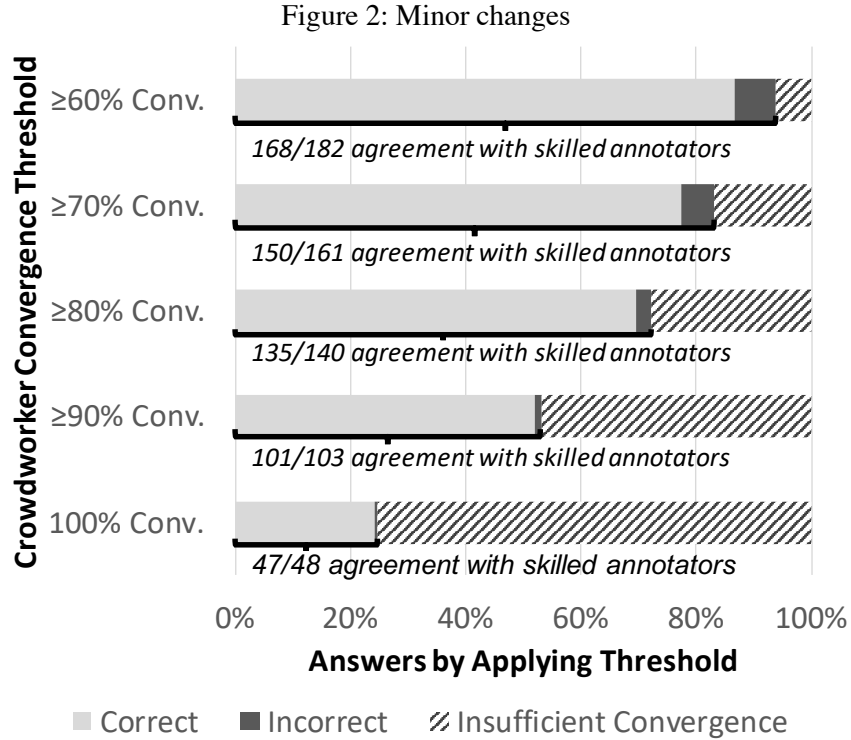 Figure 2: Minor changes
Crowdworker Convergence Threshold
≥60% Conv.
168/182 agreement with skilled annotators
≥70% Conv.
150/161 agreement with skilled annotators
≥80% Conv.
135/140 agreement with skilled annotators
≥90% Conv.
101/103 agreement with skilled annotators
100% Conv.
47/48 agreement with skilled annotators
0% 20% 40% 60% 80% 100%
Answers by Applying Threshold
Correct Incorrect Insufficient Convergence